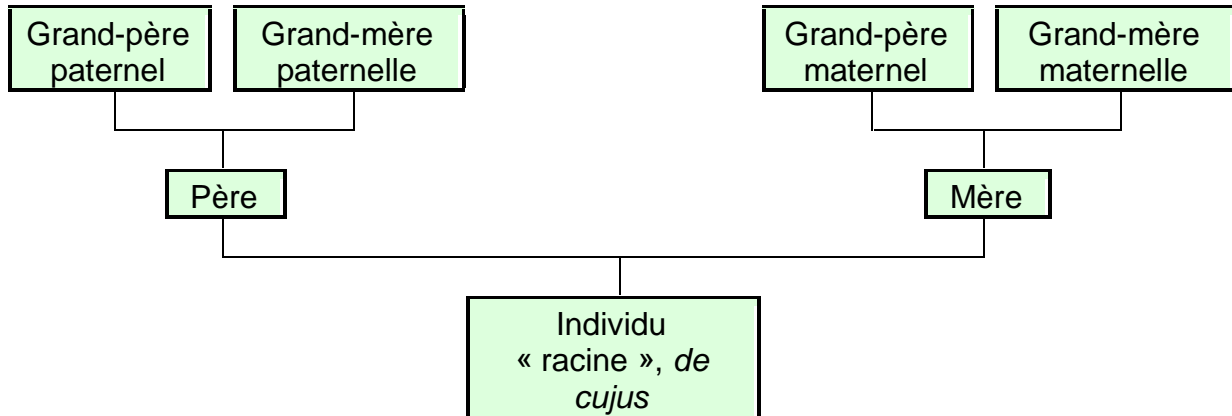 Grand-père
paternel
Grand-mère
paternelle
Grand-père
maternel
Grand-mère
maternelle
Père
Mère
Individu
« racine », de
cujus